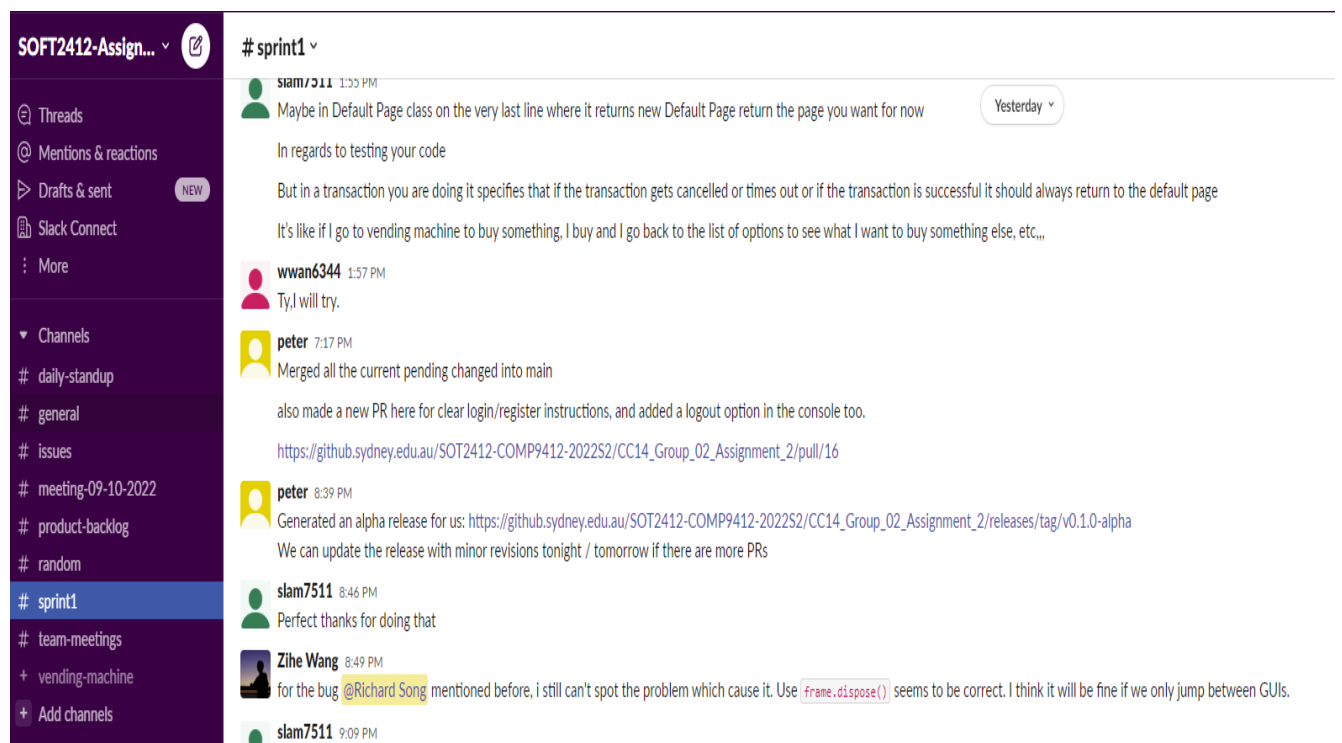 SOFT2412-Assign...
Threads
Mentions & reactions
Drafts & sent
NEW
Slack Connect
More
Channels
# daily-standup
# general
# issues
# meeting-09-10-2022
# product-backlog
# random
# sprint1
# team-meetings
+ vending-machine
+ Add channels
# sprint1
Yesterday
slam7511 1:55 PM
Maybe in Default Page class on the very last line where it returns new Default Page return the page you want for now
In regards to testing your code
But in a transaction you are doing it specifies that if the transaction gets cancelled or times out or if the transaction is successful it should always return to the default page
It's like if I go to vending machine to buy something, I buy and I go back to the list of options to see what I want to buy something else, etc,,,
wwan6344 1:57 PM
Ty,I will try.
peter 7:17 PM
Merged all the current pending changed into main
also made a new PR here for clear login/register instructions, and added a logout option in the console too.
https://github.sydney.edu.au/SOT2412-COMP9412-2022S2/CC14_Group_02_Assignment_2/pull/16
peter 8:39 PM
Generated an alpha release for us: https://github.sydney.edu.au/SOT2412-COMP9412-2022S2/CC14_Group_02_Assignment_2/releases/tag/v0.1.0-alpha
We can update the release with minor revisions tonight / tomorrow if there are more PRs
slam7511 8:46 PM
Perfect thanks for doing that
Zihe Wang 8:49 PM
for the bug @Richard Song mentioned before, i still can't spot the problem which cause it. Use frame.dispose() seems to be correct. I think it will be fine if we only jump between GUIs.
slam7511 9:09 PM